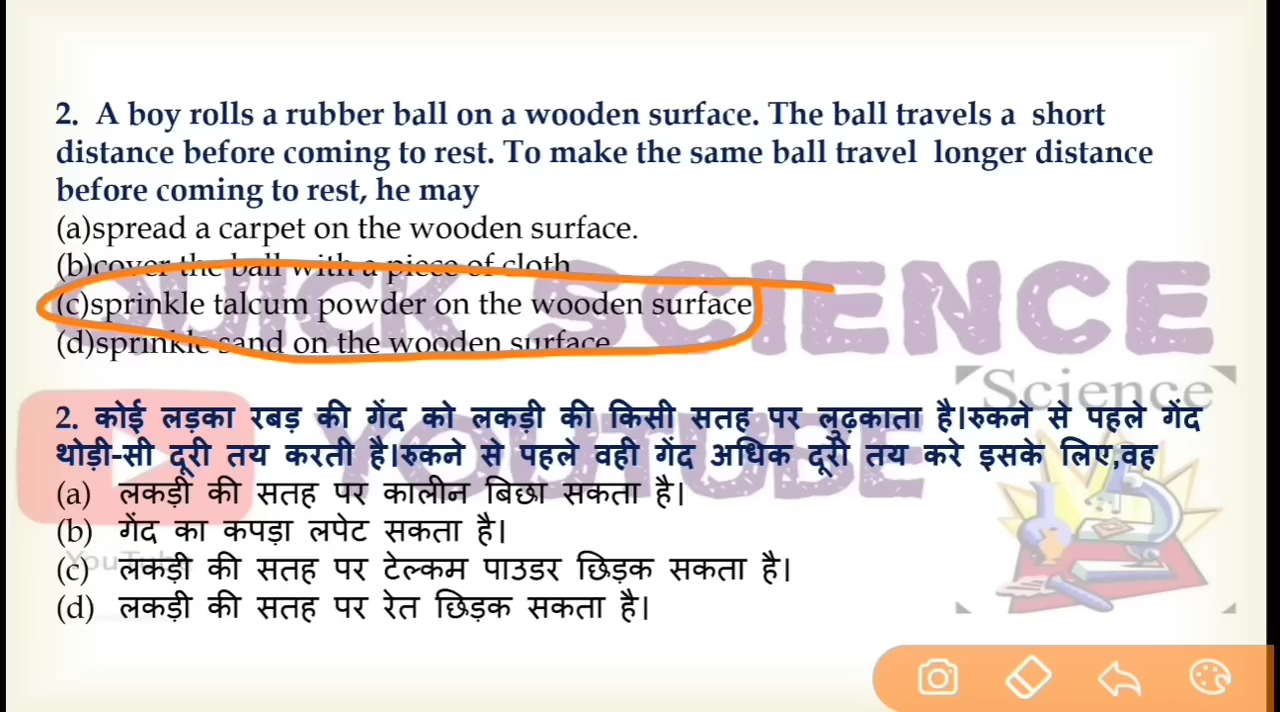 2. A boy rolls a rubber ball on a wooden surface. The ball travels a short
distance before coming to rest. To make the same ball travel longer distance
before coming to rest, he may
(a)spread a carpet on the wooden surface.
(b)cover the ball with a piece of cloth
(c)sprinkle talcum powder on the wooden surface
(d)sprinkle sand on the wooden surface
QUICK SCIENCE
Science
2. कोई लड़का रबड़ की गेंद को लकड़ी की किसी सतह पर लुढ़काता है।रुकने से पहले गेंद
थोड़ी-सी दूरी तय करती है।रुकने से पहले वही गेंद अधिक दूरी तय करे इसके लिए,वह
YOUTUBE
(a) लकड़ी की सतह पर कालीन बिछा सकता है।
(b) गेंद का कपड़ा लपेट सकता है।
YouTube
(c) लकड़ी की सतह पर टेल्कम पाउडर छिड़क सकता है।
(d) लकड़ी की सतह पर रेत छिड़क सकता है।